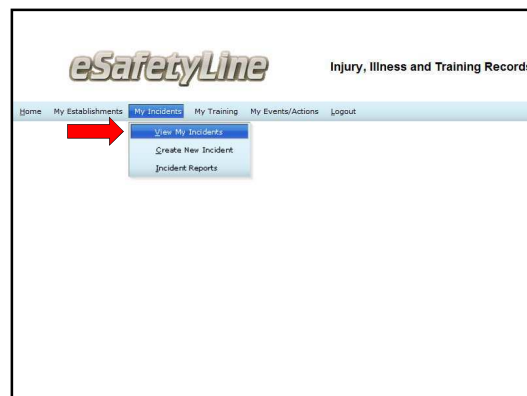 eSafetyLine
Injury, Illness and Training Records
Home My Establishments My Incidents My Training My Events/Actions Logout
View My Incidents
Create New Incident
Incident Reports